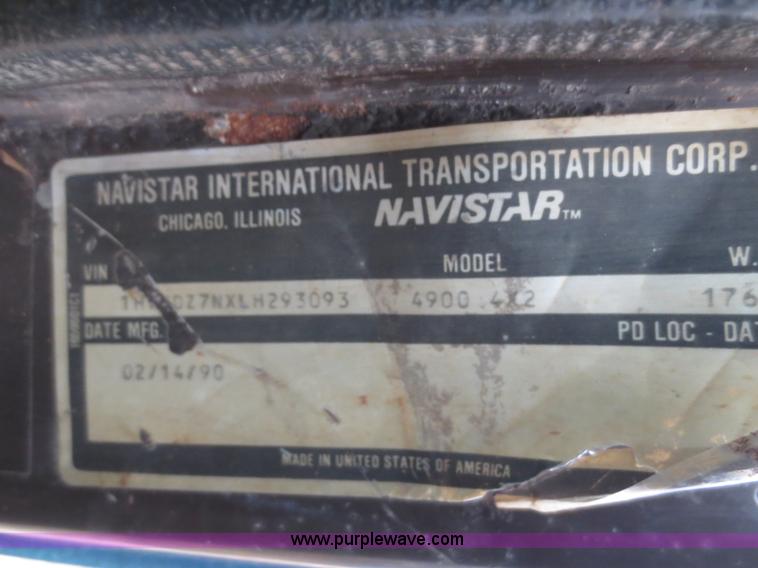 NAVISTAR INTERNATIONAL TRANSPORTATION CORP.
CHICAGO, ILLINOIS NAVISTAR™
VIN MODEL W.
4900 4X2 176
DATE MFG. PD LOC - DAT
02/14/90
MADE IN UNITED STATES OF AMERICA
www.purplewave.com